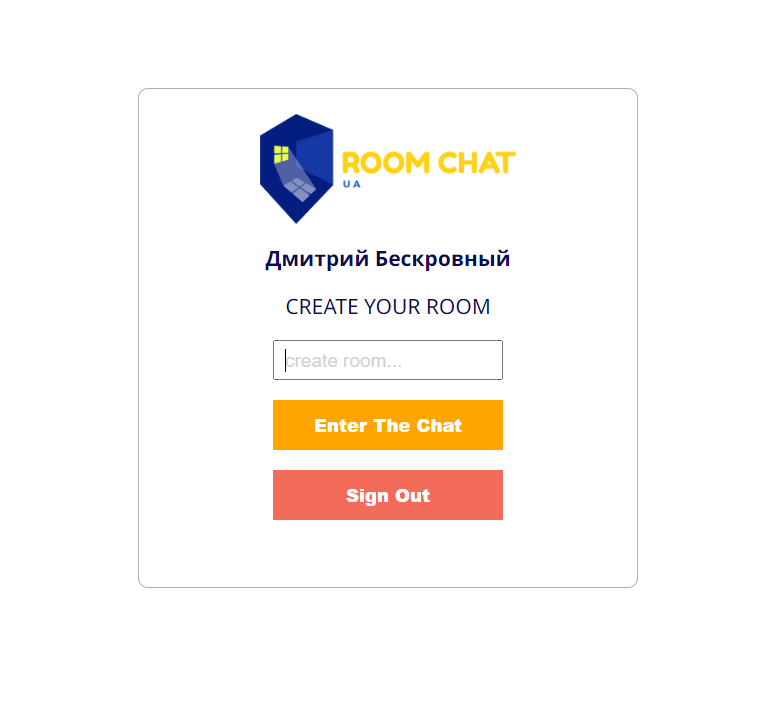 ROOM CHAT
UA
Дмитрий Бескровный
CREATE YOUR ROOM
create room...
Enter The Chat
Sign Out